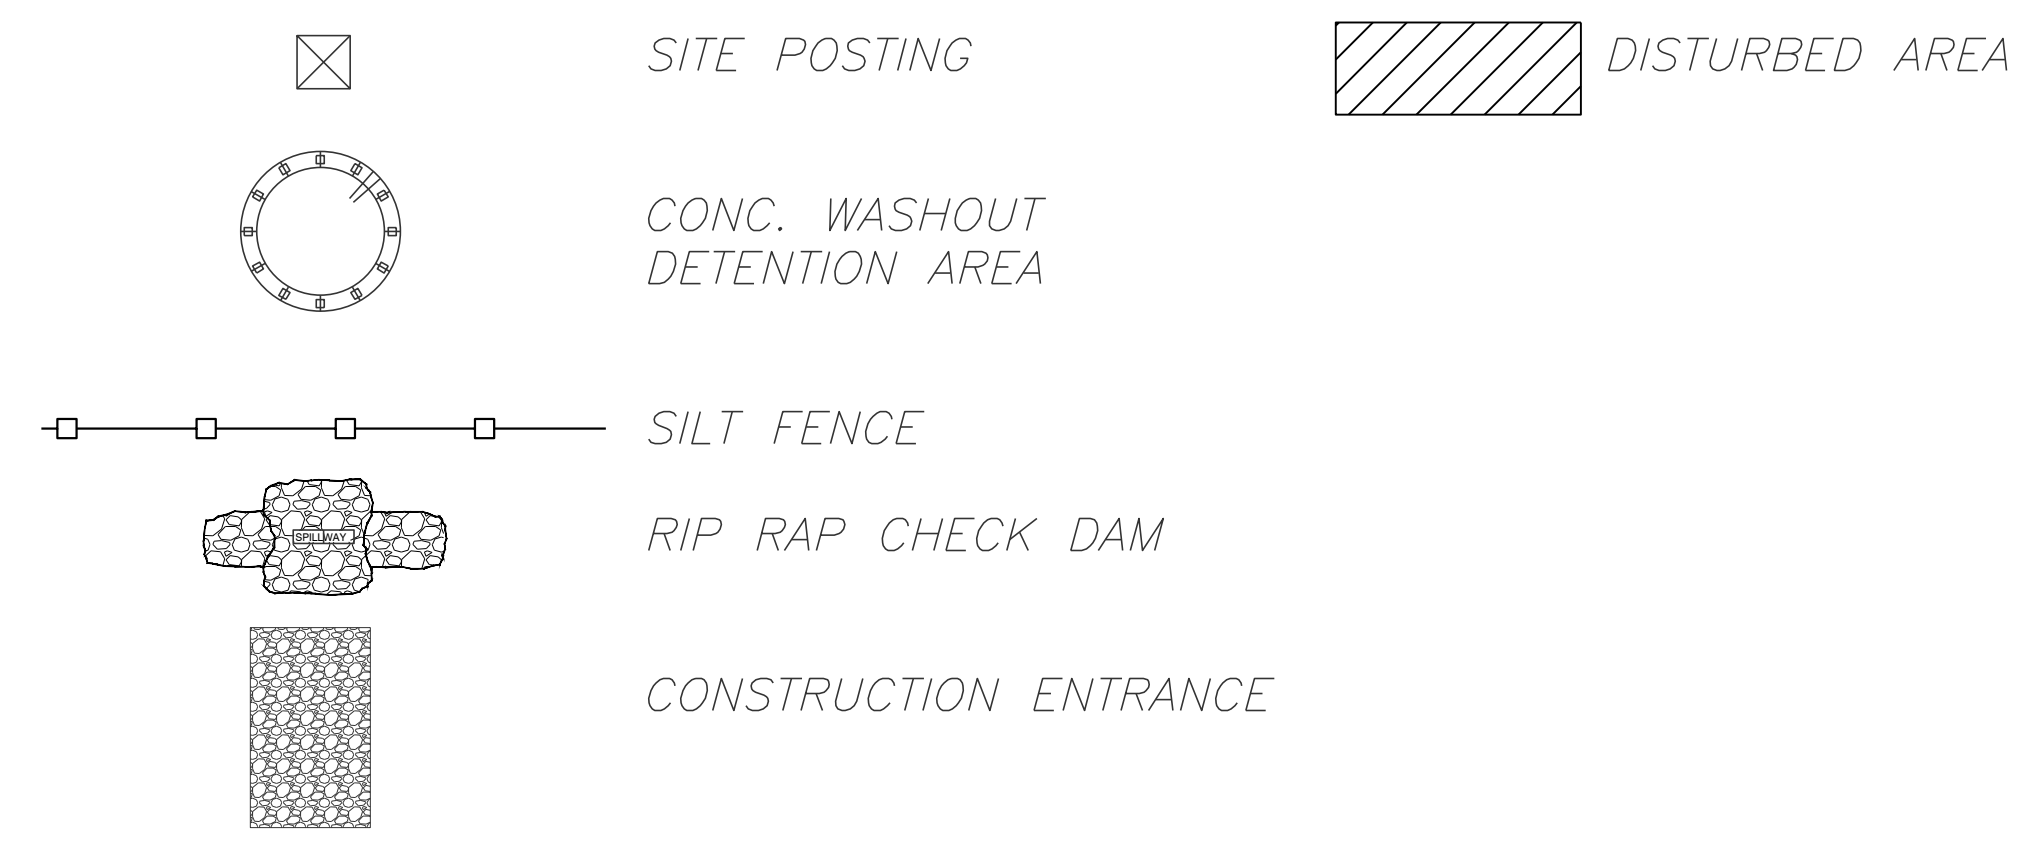 SITE POSTING
DISTURBED AREA
CONC. WASHOUT
DETENTION AREA
SILT FENCE
SPILLWAY
RIP RAP CHECK DAM
CONSTRUCTION ENTRANCE